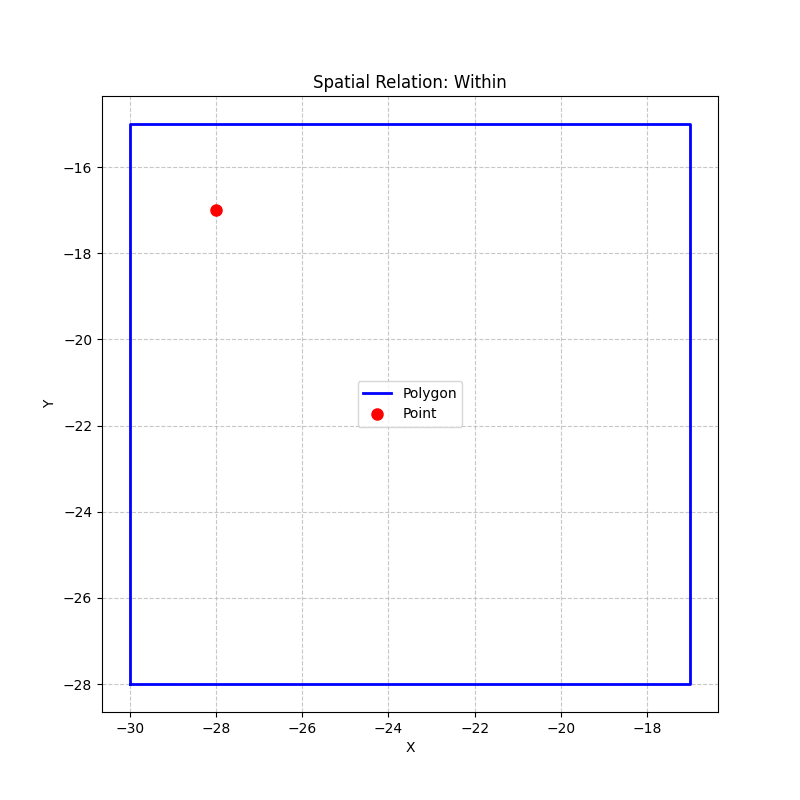 Spatial Relation: Within
Y
−16
−18
−20
−22
−24
−26
−28
Polygon
Point
−30 −28 −26 −24 −22 −20 −18
X